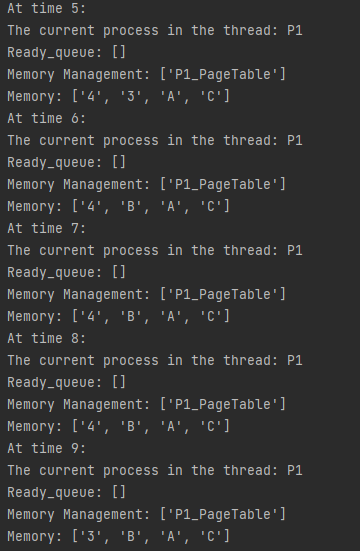 At time 5:
The current process in the thread: P1
Ready_queue: []
Memory Management: ['P1_PageTable']
Memory: ['4', '3', 'A', 'C']
At time 6:
The current process in the thread: P1
Ready_queue: []
Memory Management: ['P1_PageTable']
Memory: ['4', 'B', 'A', 'C']
At time 7:
The current process in the thread: P1
Ready_queue: []
Memory Management: ['P1_PageTable']
Memory: ['4', 'B', 'A', 'C']
At time 8:
The current process in the thread: P1
Ready_queue: []
Memory Management: ['P1_PageTable']
Memory: ['4', 'B', 'A', 'C']
At time 9:
The current process in the thread: P1
Ready_queue: []
Memory Management: ['P1_PageTable']
Memory: ['3', 'B', 'A', 'C']